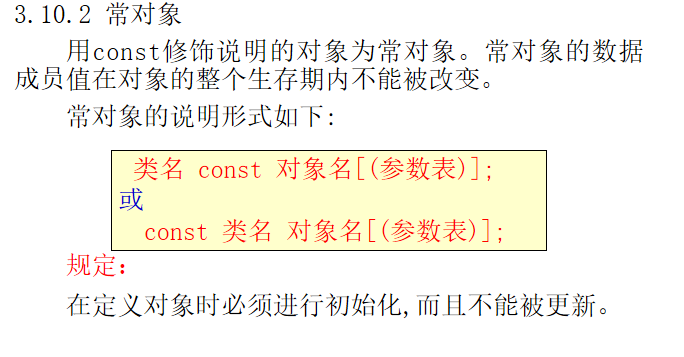 3.10.2 常对象
用const修饰说明的对象为常对象。常对象的数据
成员值在对象的整个生存期内不能被改变。
常对象的说明形式如下:
类名 const 对象名[(参数表)];
或
const 类名 对象名[(参数表)];
规定:
在定义对象时必须进行初始化,而且不能被更新。